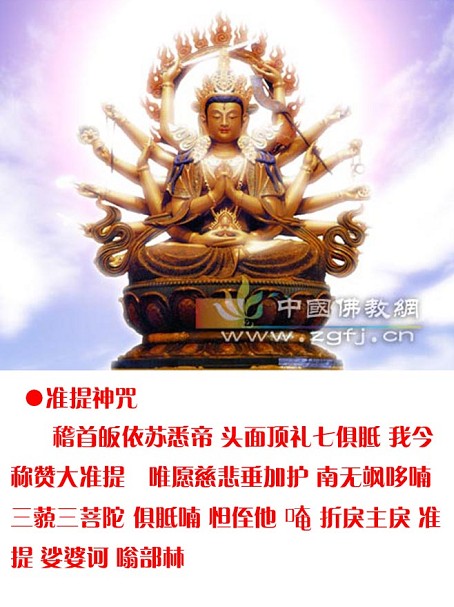 中國佛教網
www.zgfj.cn
●准提神咒
稽首皈依苏悉帝 头面顶礼七俱胝 我今
称赞大准提　唯愿慈悲垂加护 南无飒哆喃
三藐三菩陀 俱胝喃 怛侄他 唵 折戾主戾 准
提 娑婆诃 嗡部林